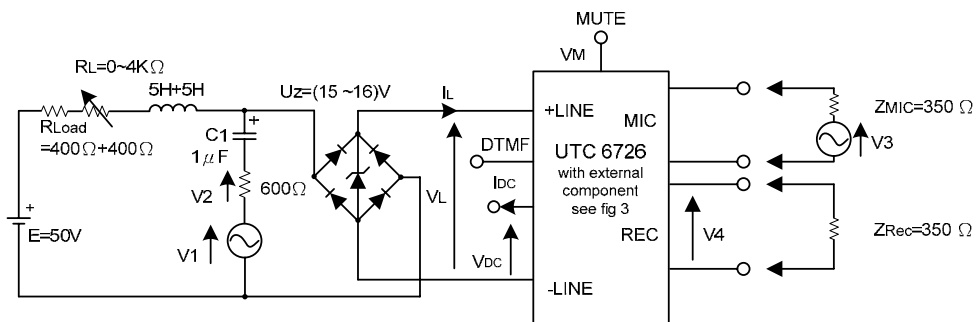 MUTE
VM
RL=0~4KΩ
5H+5H
Uz=(15 ~16)V
IL
+LINE
RLoad
=400Ω+400Ω
+
C1
1μF
MIC
ZMIC=350 Ω
V3
DTMF
UTC 6726
with external
component
see fig 3
600Ω
V2
VL
IDC
+
E=50V
V1
VDC
REC
V4
ZRec=350 Ω
-LINE